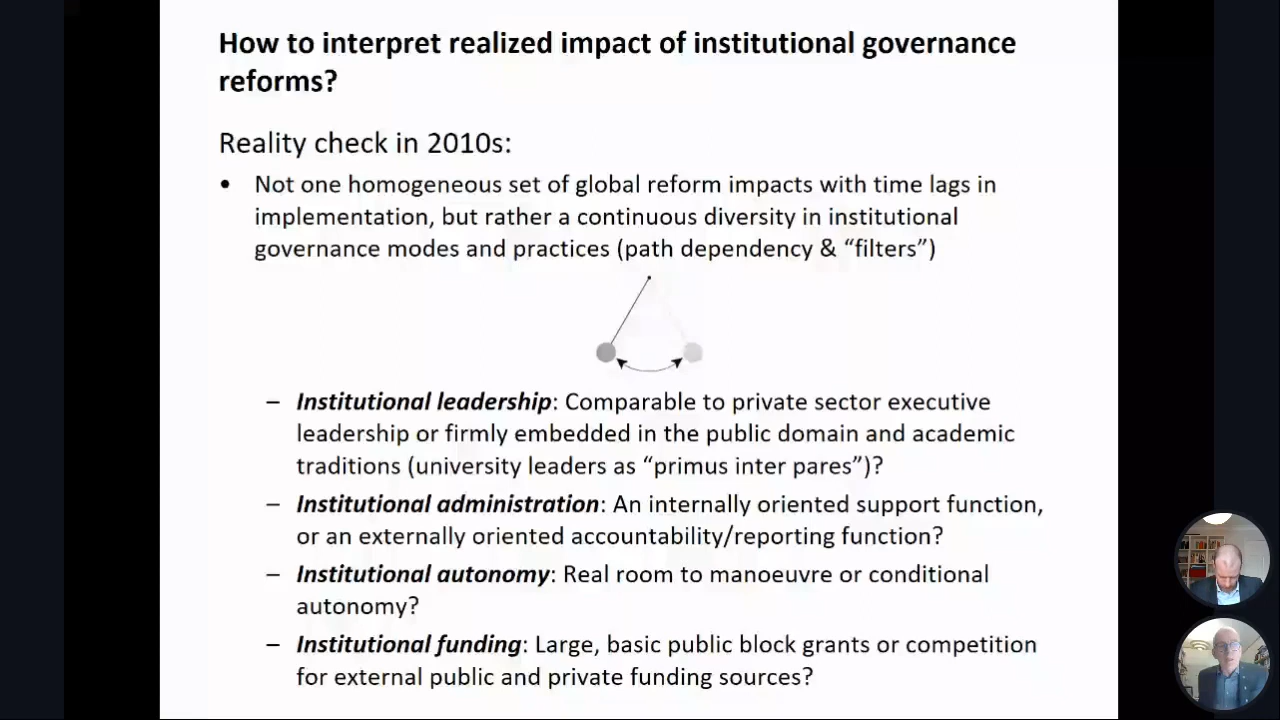 How to interpret realized impact of institutional governance
reforms?
Reality check in 2010s:
• Not one homogeneous set of global reform impacts with time lags in
implementation, but rather a continuous diversity in institutional
governance modes and practices (path dependency & “filters”)
– Institutional leadership: Comparable to private sector executive
leadership or firmly embedded in the public domain and academic
traditions (university leaders as “primus inter pares”)?
– Institutional administration: An internally oriented support function,
or an externally oriented accountability/reporting function?
– Institutional autonomy: Real room to manoeuvre or conditional
autonomy?
– Institutional funding: Large, basic public block grants or competition
for external public and private funding sources?